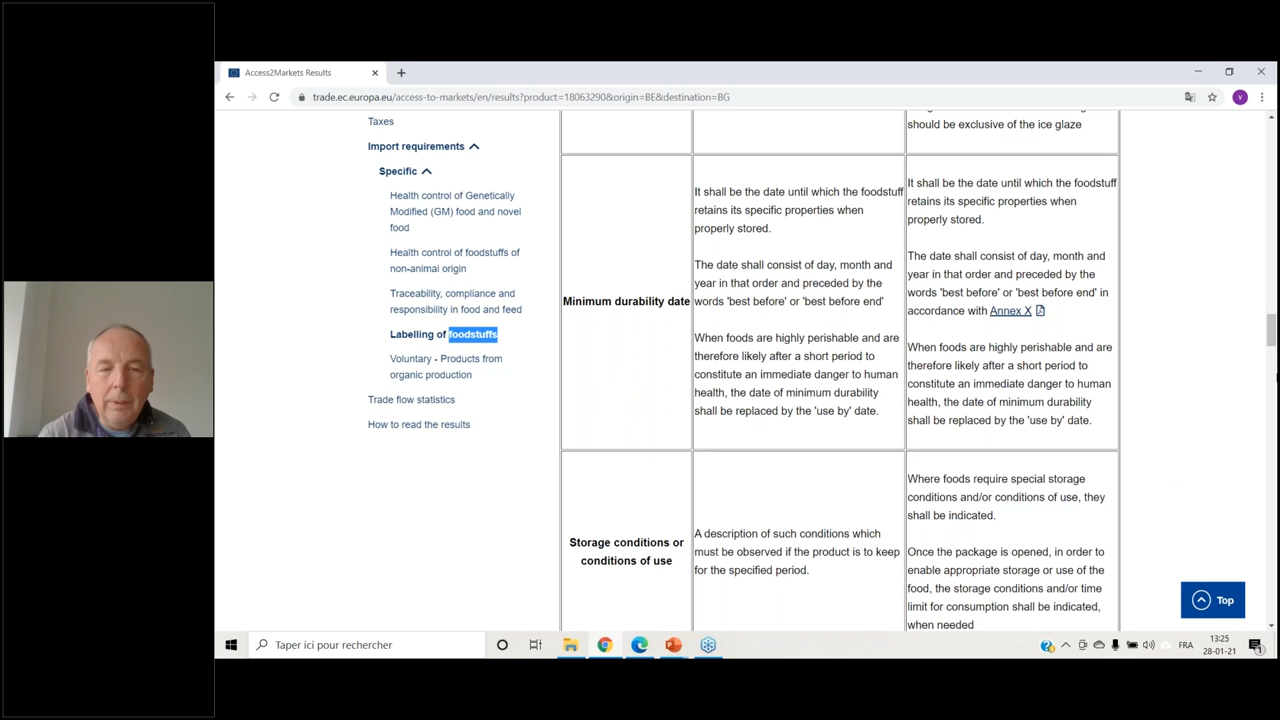 Access2Markets Results
trade.ec.europa.eu/access-to-markets/en/results?product=18063290&origin=BE&destination=BG
V
Taxes
Import requirements
Specific
Health control of Genetically
Modified (GM) food and novel
food
Health control of foodstuffs of
non-animal origin
Traceability, compliance and
responsibility in food and feed
Labelling of foodstuffs
Voluntary - Products from
organic production
Trade flow statistics
How to read the results
should be exclusive of the ice glaze
Minimum durability date
It shall be the date until which the foodstuff
retains its specific properties when
properly stored.
The date shall consist of day, month and
year in that order and preceded by the
words 'best before' or 'best before end'
When foods are highly perishable and are
therefore likely after a short period to
constitute an immediate danger to human
health, the date of minimum durability
shall be replaced by the 'use by' date.
It shall be the date until which the foodstuff
retains its specific properties when
properly stored.
The date shall consist of day, month and
year in that order and preceded by the
words 'best before' or 'best before end' in
accordance with Annex X
When foods are highly perishable and are
therefore likely after a short period to
constitute an immediate danger to human
health, the date of minimum durability
shall be replaced by the 'use by' date.
Storage conditions or
conditions of use
A description of such conditions which
must be observed if the product is to keep
for the specified period.
Where foods require special storage
conditions and/or conditions of use, they
shall be indicated.
Once the package is opened, in order to
enable appropriate storage or use of the
food, the storage conditions and/or time
limit for consumption shall be indicated,
when needed
Top
Taper ici pour rechercher
FRA
13:25
28-01-21